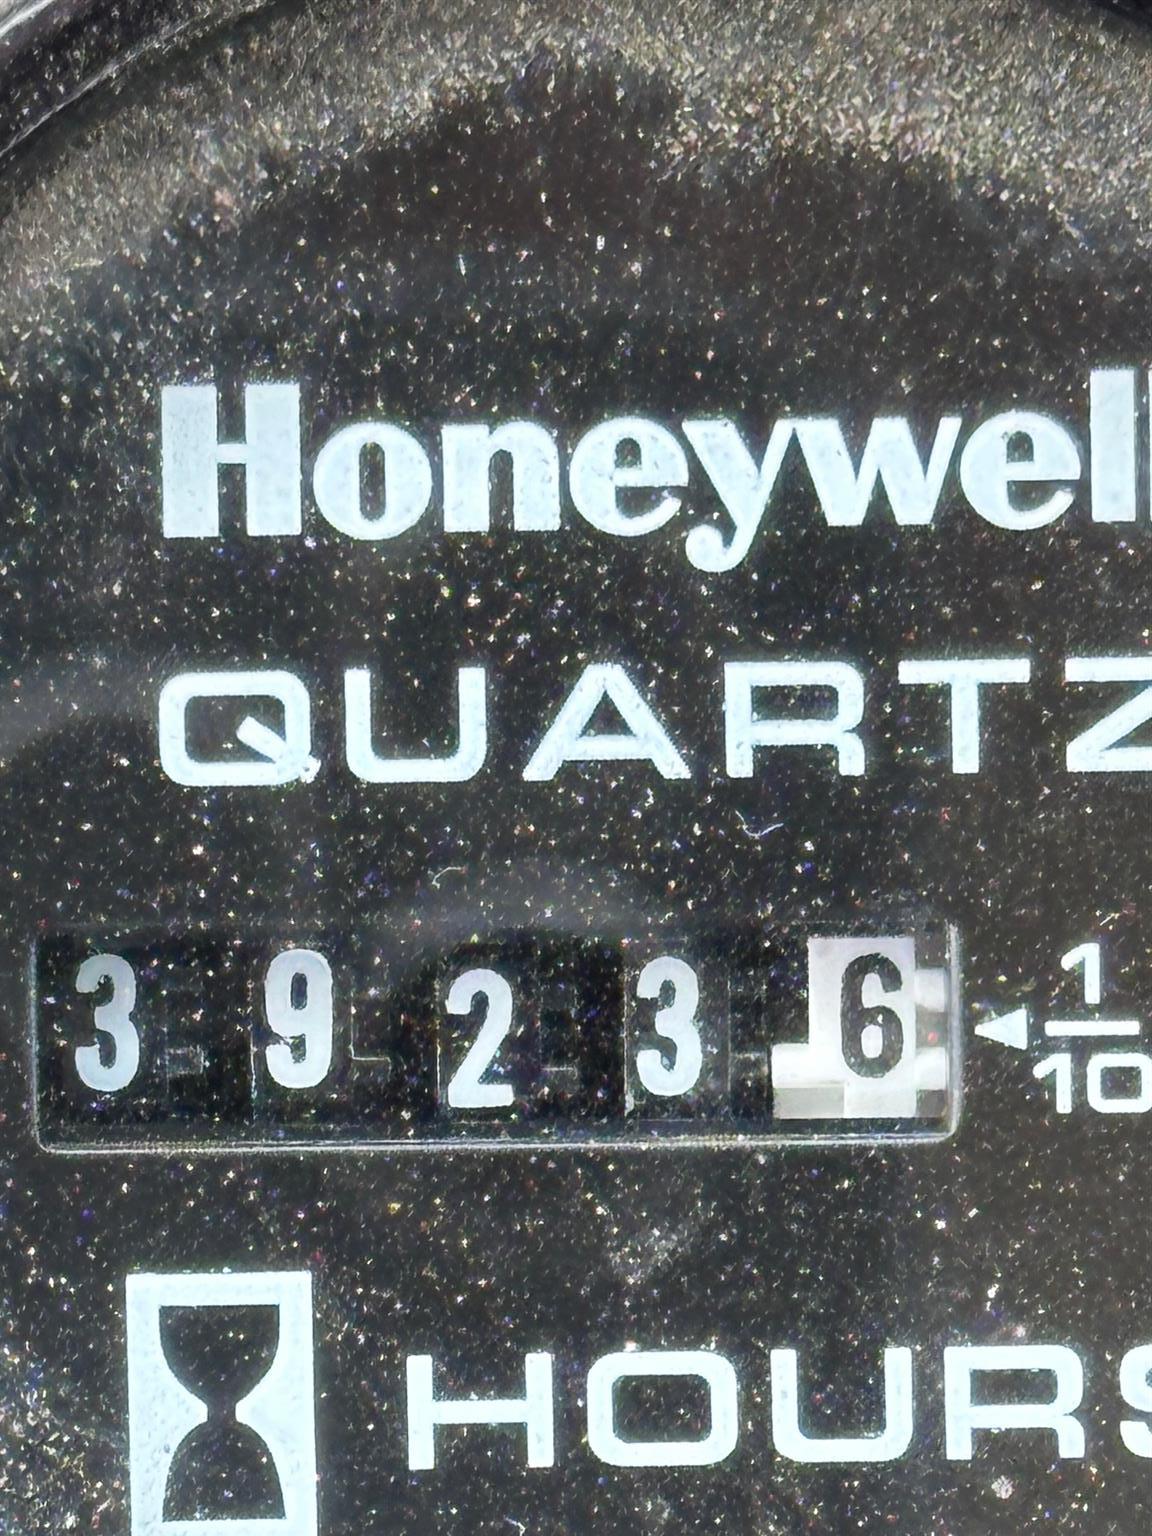 Honeywell
QUARTZ
3 9 2 3 6 ◄ 1/10
HOURS